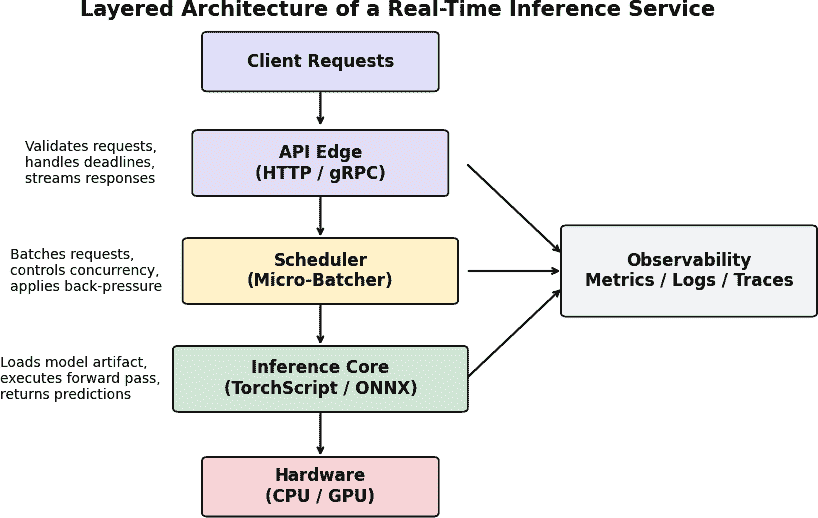 Layered Architecture of a Real-Time Inference Service
Client Requests
Validates requests,
handles deadlines,
streams responses
API Edge
(HTTP / gRPC)
Batches requests,
controls concurrency,
applies back-pressure
Scheduler
(Micro-Batcher)
Observability
Metrics / Logs / Traces
Loads model artifact,
executes forward pass,
returns predictions
Inference Core
(TorchScript / ONNX)
Hardware
(CPU / GPU)